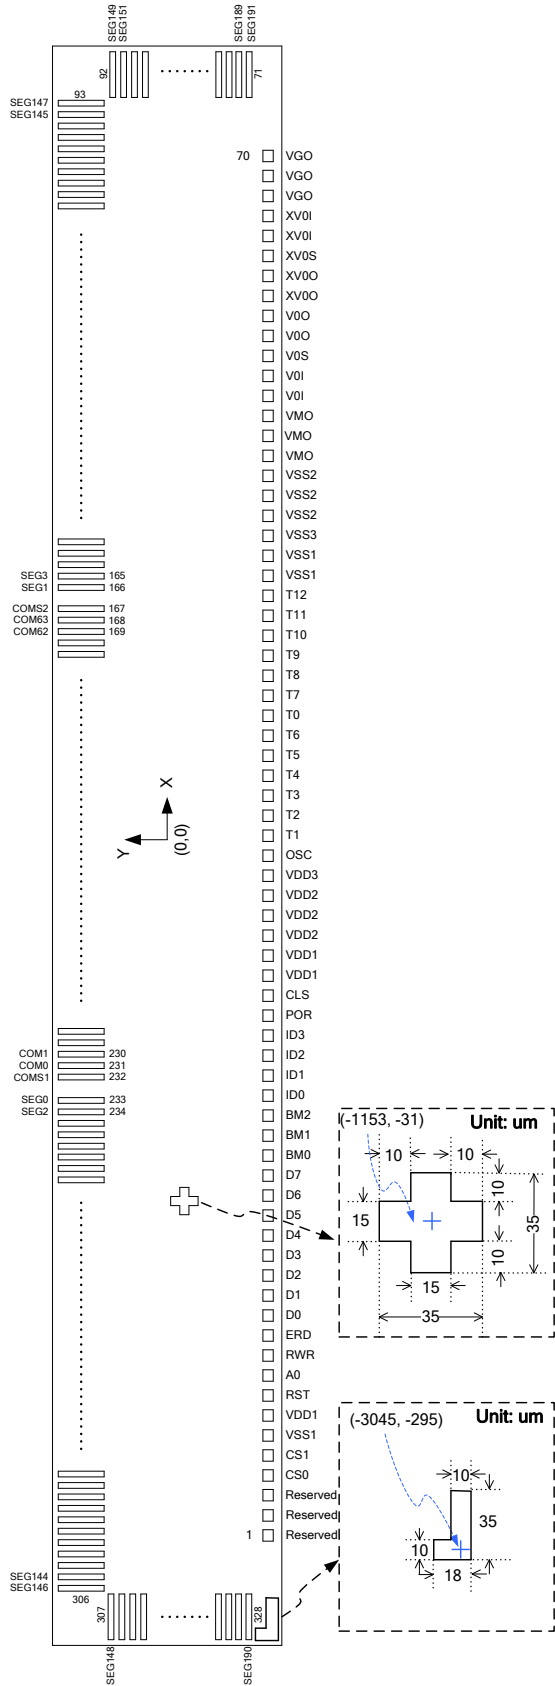 SEG149
SEG151
SEG189
SEG191
92
71
93
SEG147
SEG145
70 VGO
VGO
VGO
XV0I
XV0I
XV0S
XV0O
XV0O
V0O
V0O
V0S
V0I
V0I
VMO
VMO
VMO
VSS2
VSS2
VSS2
VSS3
VSS1
SEG3 165 VSS1
SEG1 166
T12
COMS2 167
COM63 168 T11
COM62 169 T10
T9
T8
T7
T0
T6
T5
T4
X
T3
T2
Y
(0,0)
T1
OSC
VDD3
VDD2
VDD2
VDD2
VDD1
VDD1
CLS
POR
ID3
COM1 230 ID2
COM0 231
COMS1 232 ID1
SEG0 233 ID0
SEG2 234 BM2
BM1
BM0
D7
D6
D5
D4
D3
D2
D1
D0
ERD
RWR
A0
RST
VDD1
VSS1
CS1
CS0
Reserved
Reserved
1 Reserved
SEG144
SEG146
306
307
328
SEG148
SEG190
(-1153, -31)
Unit: um
10
10
10
15
35
10
15
35
(-3045, -295)
Unit: um
10
35
10
18